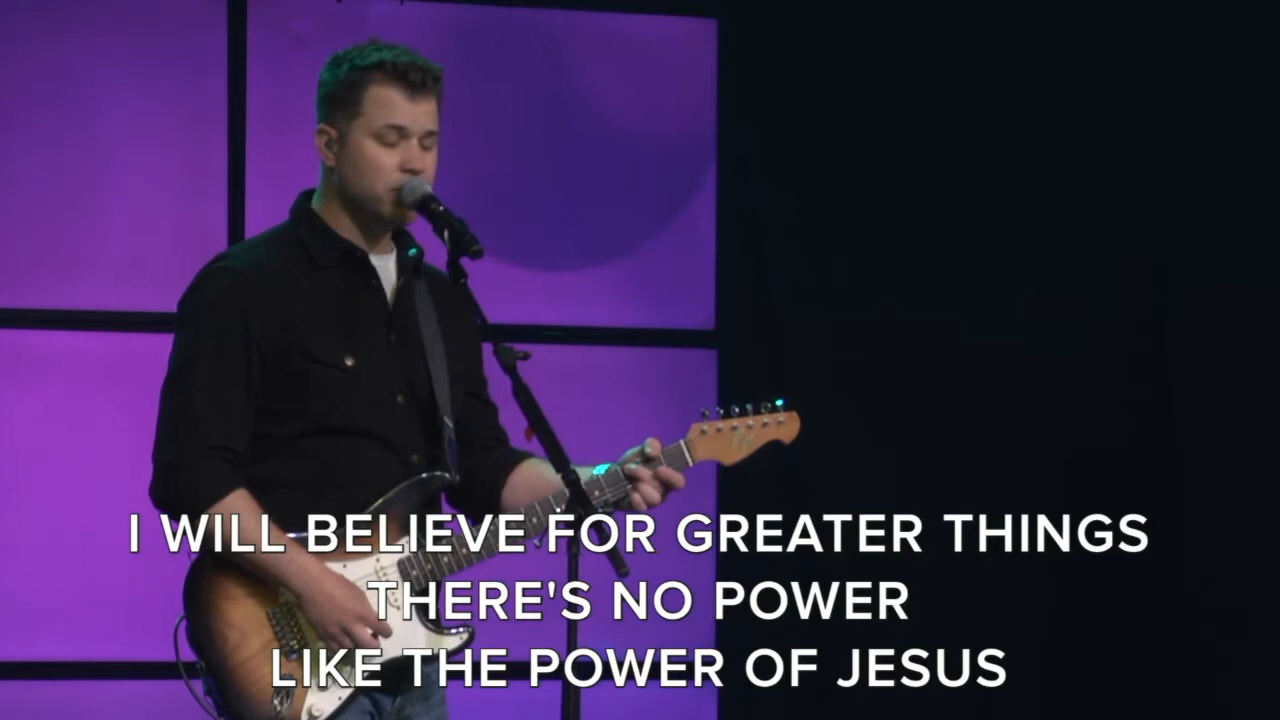 I WILL BELIEVE FOR GREATER THINGS
THERE'S NO POWER
LIKE THE POWER OF JESUS